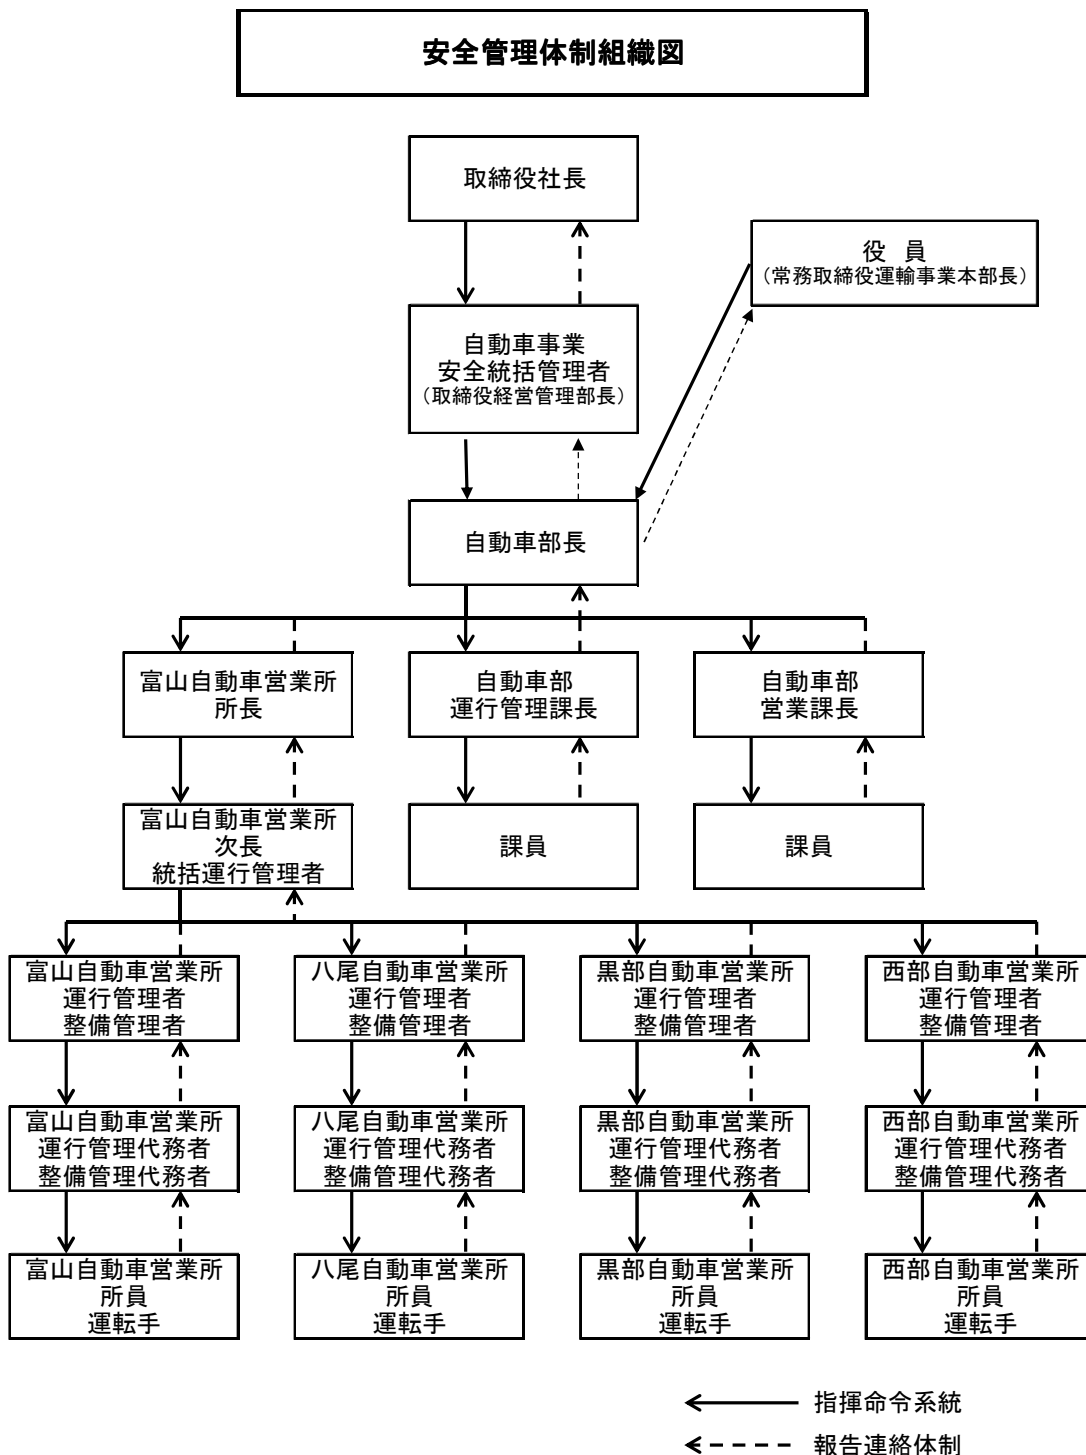 安全管理体制組織図
取締役社長
役 員
（常務取締役運輸事業本部長）
自動車事業
安全統括管理者
（取締役経営管理部長）
自動車部長
富山自動車営業所
所長
自動車部
運行管理課長
自動車部
営業課長
富山自動車営業所
次長
統括運行管理者
課員
課員
富山自動車営業所
運行管理者
整備管理者
八尾自動車営業所
運行管理者
整備管理者
黒部自動車営業所
運行管理者
整備管理者
西部自動車営業所
運行管理者
整備管理者
富山自動車営業所
運行管理代務者
整備管理代務者
八尾自動車営業所
運行管理代務者
整備管理代務者
黒部自動車営業所
運行管理代務者
整備管理代務者
西部自動車営業所
運行管理代務者
整備管理代務者
富山自動車営業所
所員
運転手
八尾自動車営業所
所員
運転手
黒部自動車営業所
所員
運転手
西部自動車営業所
所員
運転手
指揮命令系統
報告連絡体制